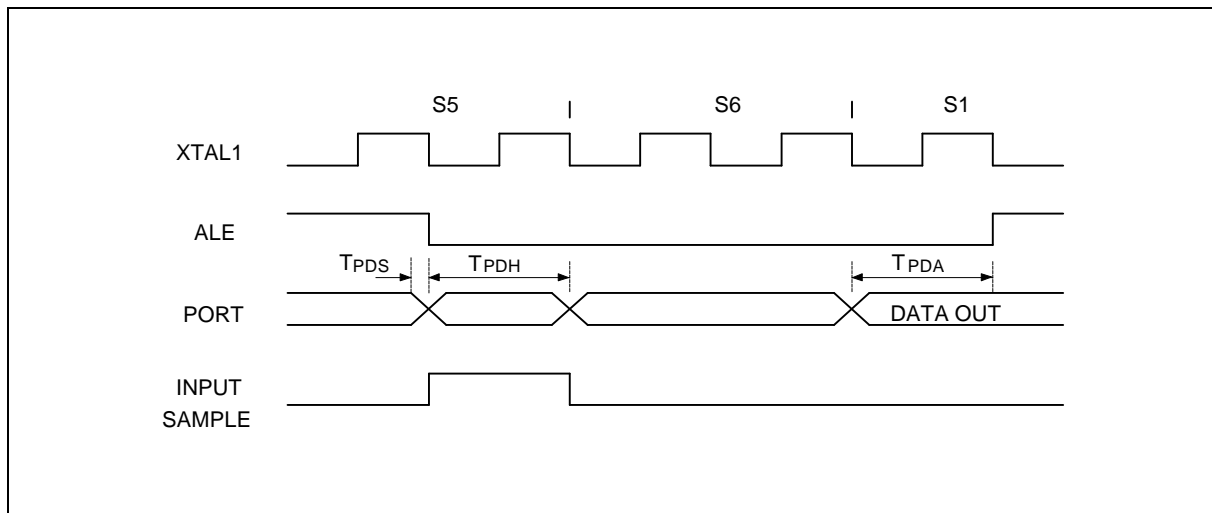 S5 | S6 | S1
XTAL1
ALE
TPDS TPDH TPDA
PORT DATA OUT
INPUT
SAMPLE